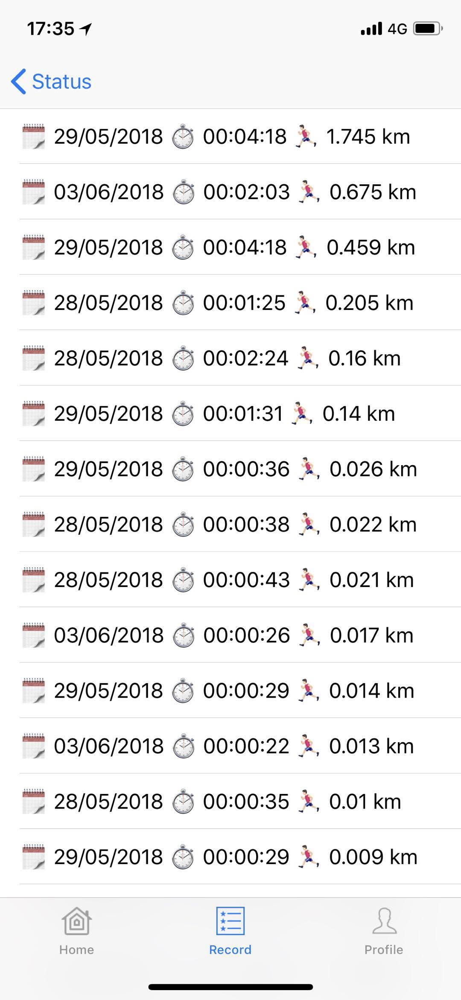 17:35 4G
Status
29/05/2018 00:04:18 1.745 km
03/06/2018 00:02:03 0.675 km
29/05/2018 00:04:18 0.459 km
28/05/2018 00:01:25 0.205 km
28/05/2018 00:02:24 0.16 km
29/05/2018 00:01:31 0.14 km
29/05/2018 00:00:36 0.026 km
28/05/2018 00:00:38 0.022 km
28/05/2018 00:00:43 0.021 km
03/06/2018 00:00:26 0.017 km
29/05/2018 00:00:29 0.014 km
03/06/2018 00:00:22 0.013 km
28/05/2018 00:00:35 0.01 km
29/05/2018 00:00:29 0.009 km
Home Record Profile